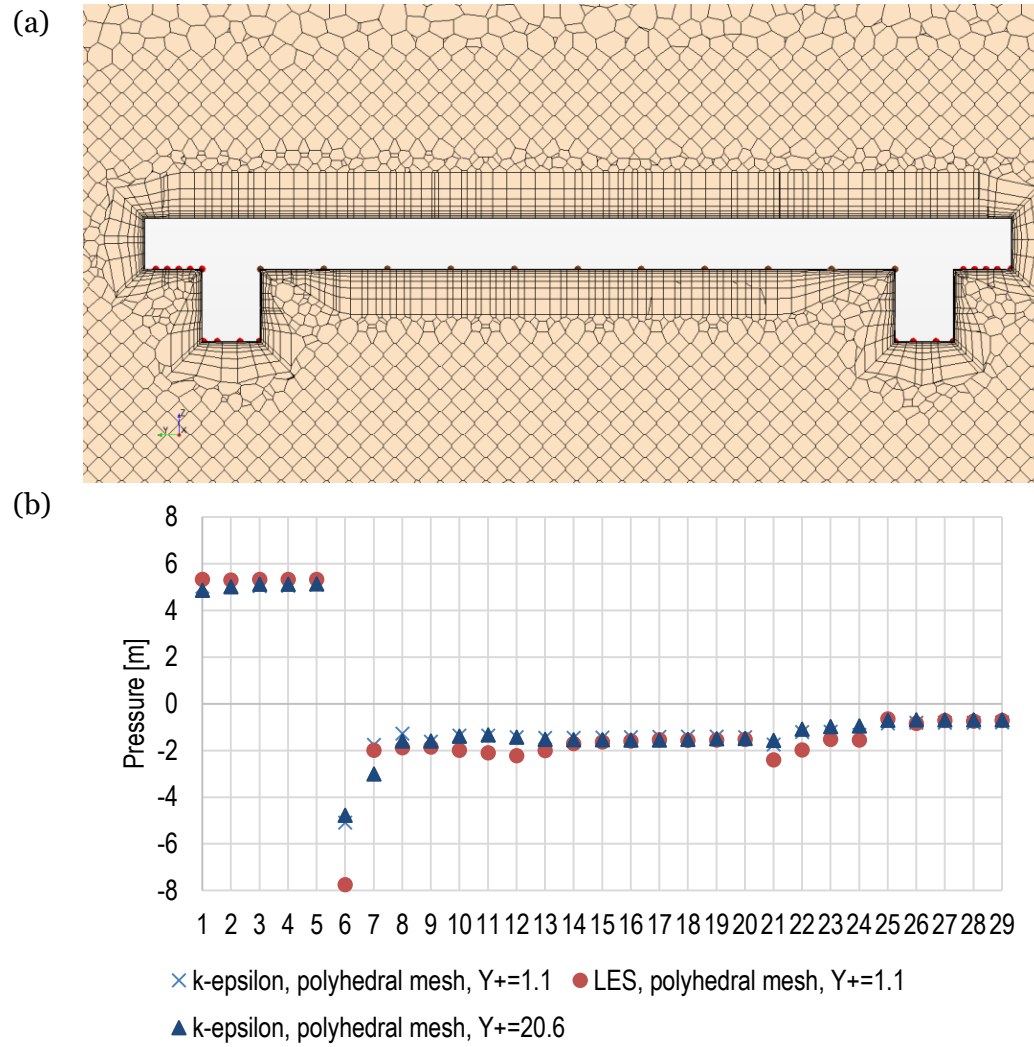 (a)
Z
Y
X
(b)
8
6
4
2
0
-2
-4
-6
-8
Pressure [m]
1 2 3 4 5 6 7 8 9 10 11 12 13 14 15 16 17 18 19 20 21 22 23 24 25 26 27 28 29
k-epsilon, polyhedral mesh, Y+=1.1 LES, polyhedral mesh, Y+=1.1
k-epsilon, polyhedral mesh, Y+=20.6